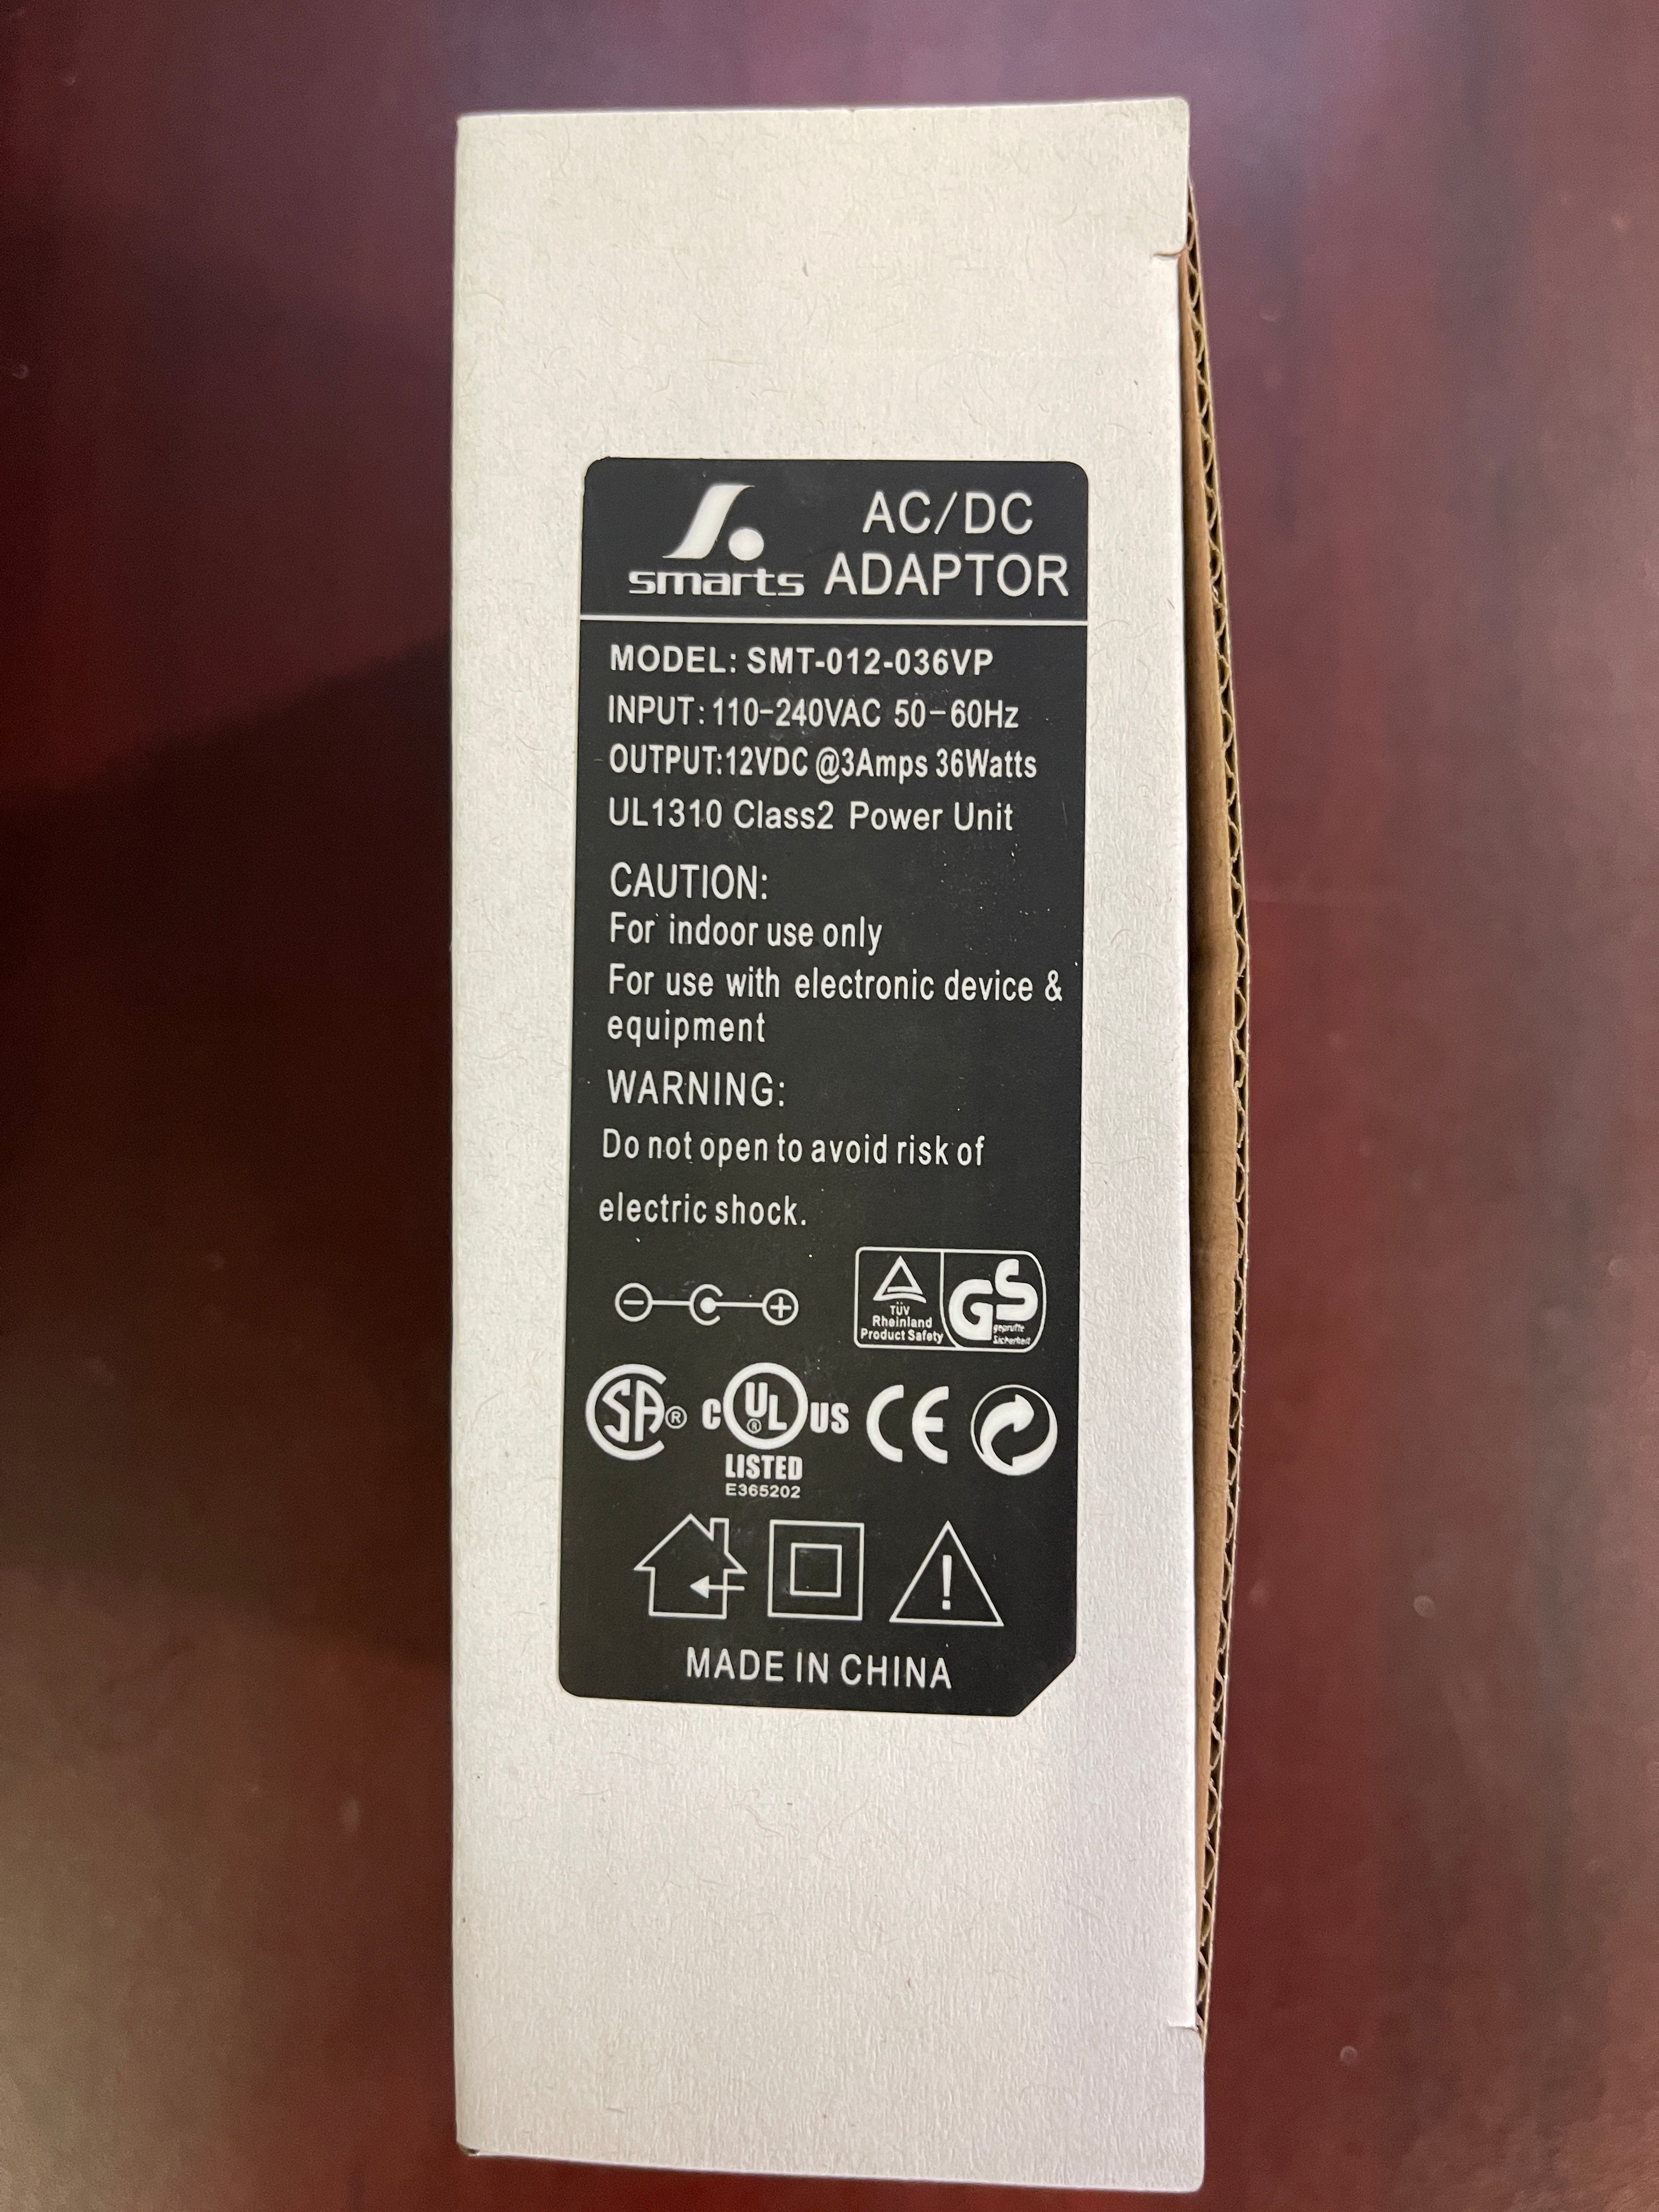 smarts
AC/DC
ADAPTOR
MODEL: SMT-012-036VP
INPUT: 110-240VAC 50-60Hz
OUTPUT:12VDC @3Amps 36Watts
UL1310 Class2 Power Unit
CAUTION:
For indoor use only
For use with electronic device &
equipment
WARNING:
Do not open to avoid risk of
electric shock.
TÜV
Rheinland
Product Safety
GS
geprüfte
Sicherheit
SA®
C UL® US
CE
LISTED
E365202
MADE IN CHINA